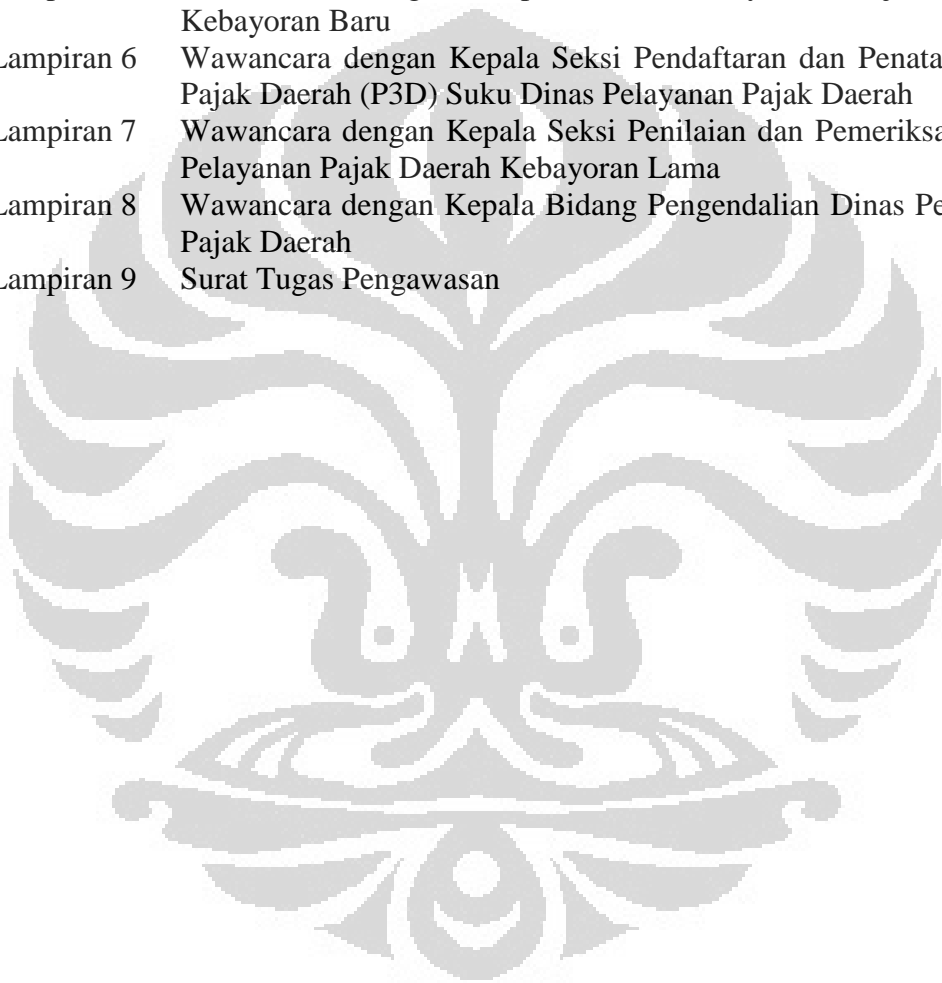 Kebayoran Baru
Lampiran 6 Wawancara dengan Kepala Seksi Pendaftaran dan Penata
Pajak Daerah (P3D) Suku Dinas Pelayanan Pajak Daerah
Lampiran 7 Wawancara dengan Kepala Seksi Penilaian dan Pemeriksa
Pelayanan Pajak Daerah Kebayoran Lama
Lampiran 8 Wawancara dengan Kepala Bidang Pengendalian Dinas Pe
Pajak Daerah
Lampiran 9 Surat Tugas Pengawasan